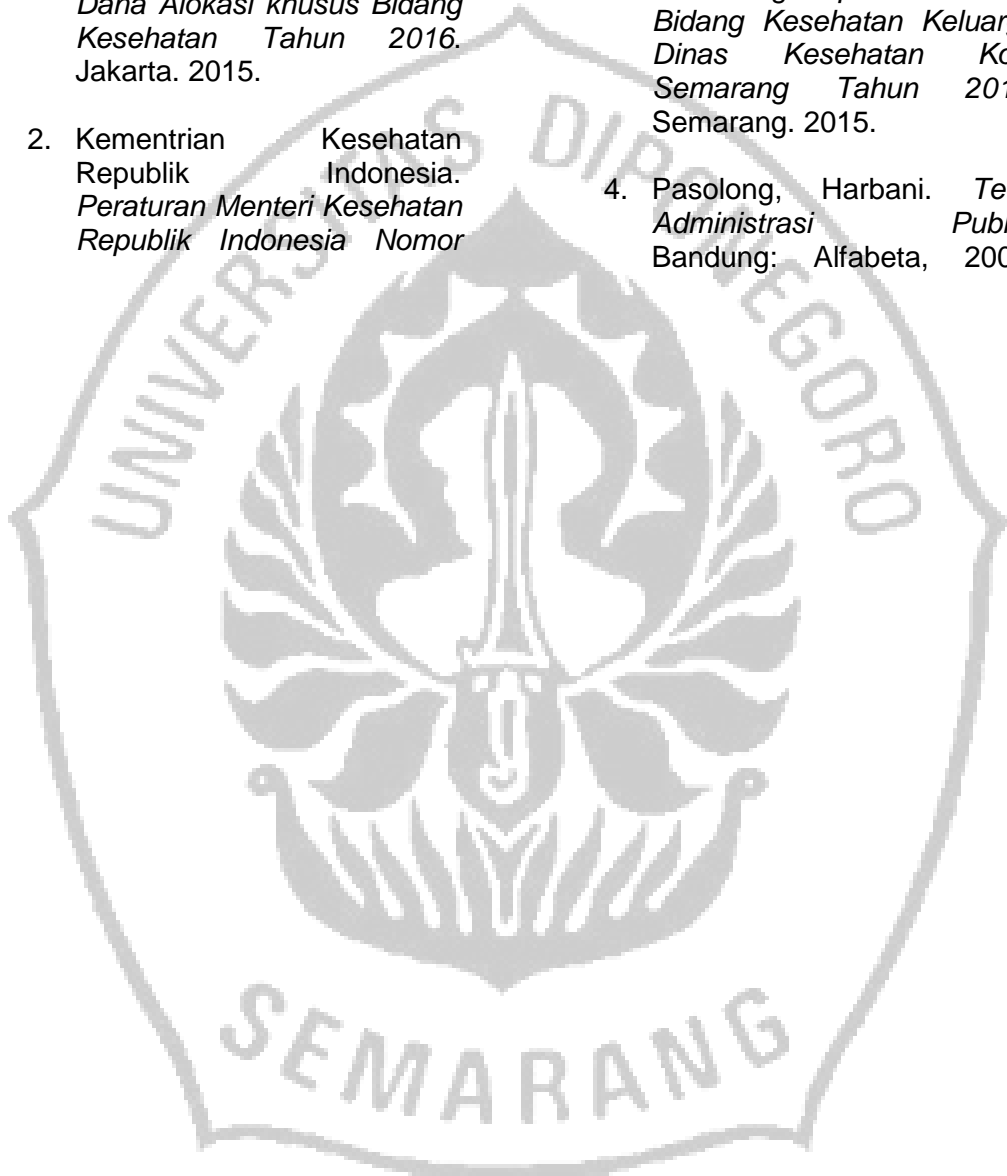 Dana Alokasi khusus Bidang
Kesehatan Tahun 2016.
Jakarta. 2015.
2. Kementrian Kesehatan
Republik Indonesia.
Peraturan Menteri Kesehatan
Republik Indonesia Nomor
Bidang Kesehatan
Dinas Kesehatan
Semarang Tahun
Semarang. 2015.
4. Pasolong, Harbani.
Administrasi
Bandung: Alfabeta,
UNIVERSITAS DIPONEGORO
SEMARANG